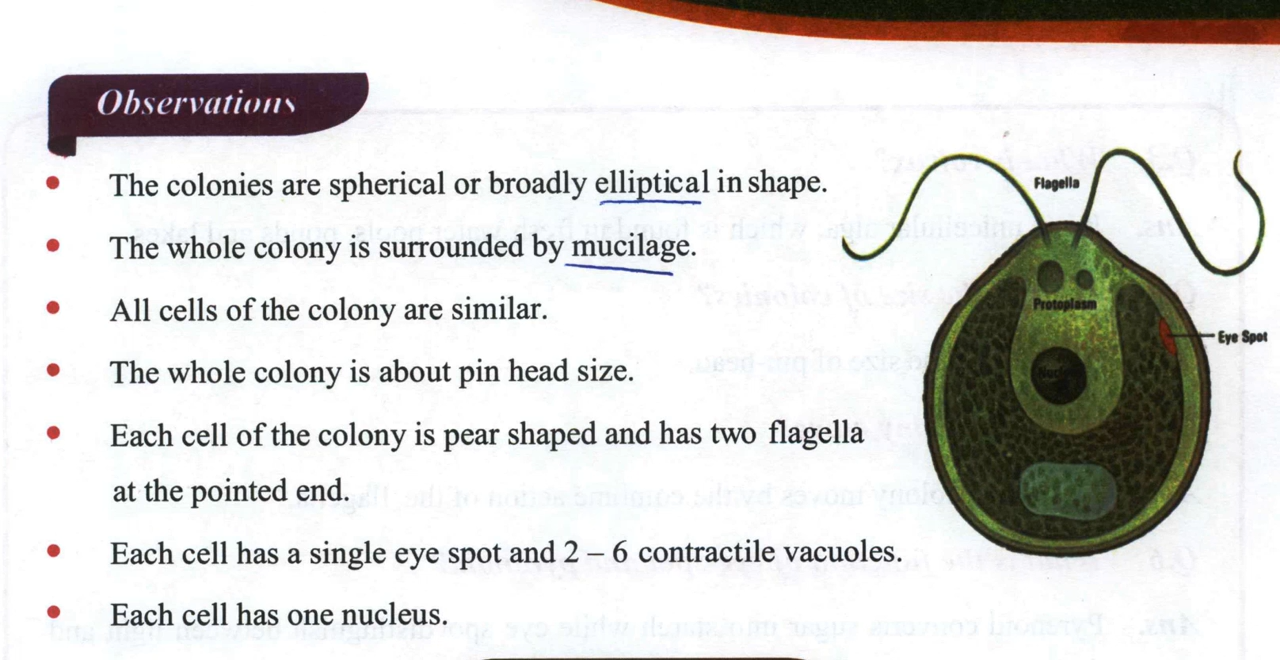 Observations
• The colonies are spherical or broadly elliptical in shape.
• The whole colony is surrounded by mucilage.
• All cells of the colony are similar.
• The whole colony is about pin head size.
• Each cell of the colony is pear shaped and has two flagella
at the pointed end.
• Each cell has a single eye spot and 2 – 6 contractile vacuoles.
• Each cell has one nucleus.
Flagella
Protoplasm
Eye Spot